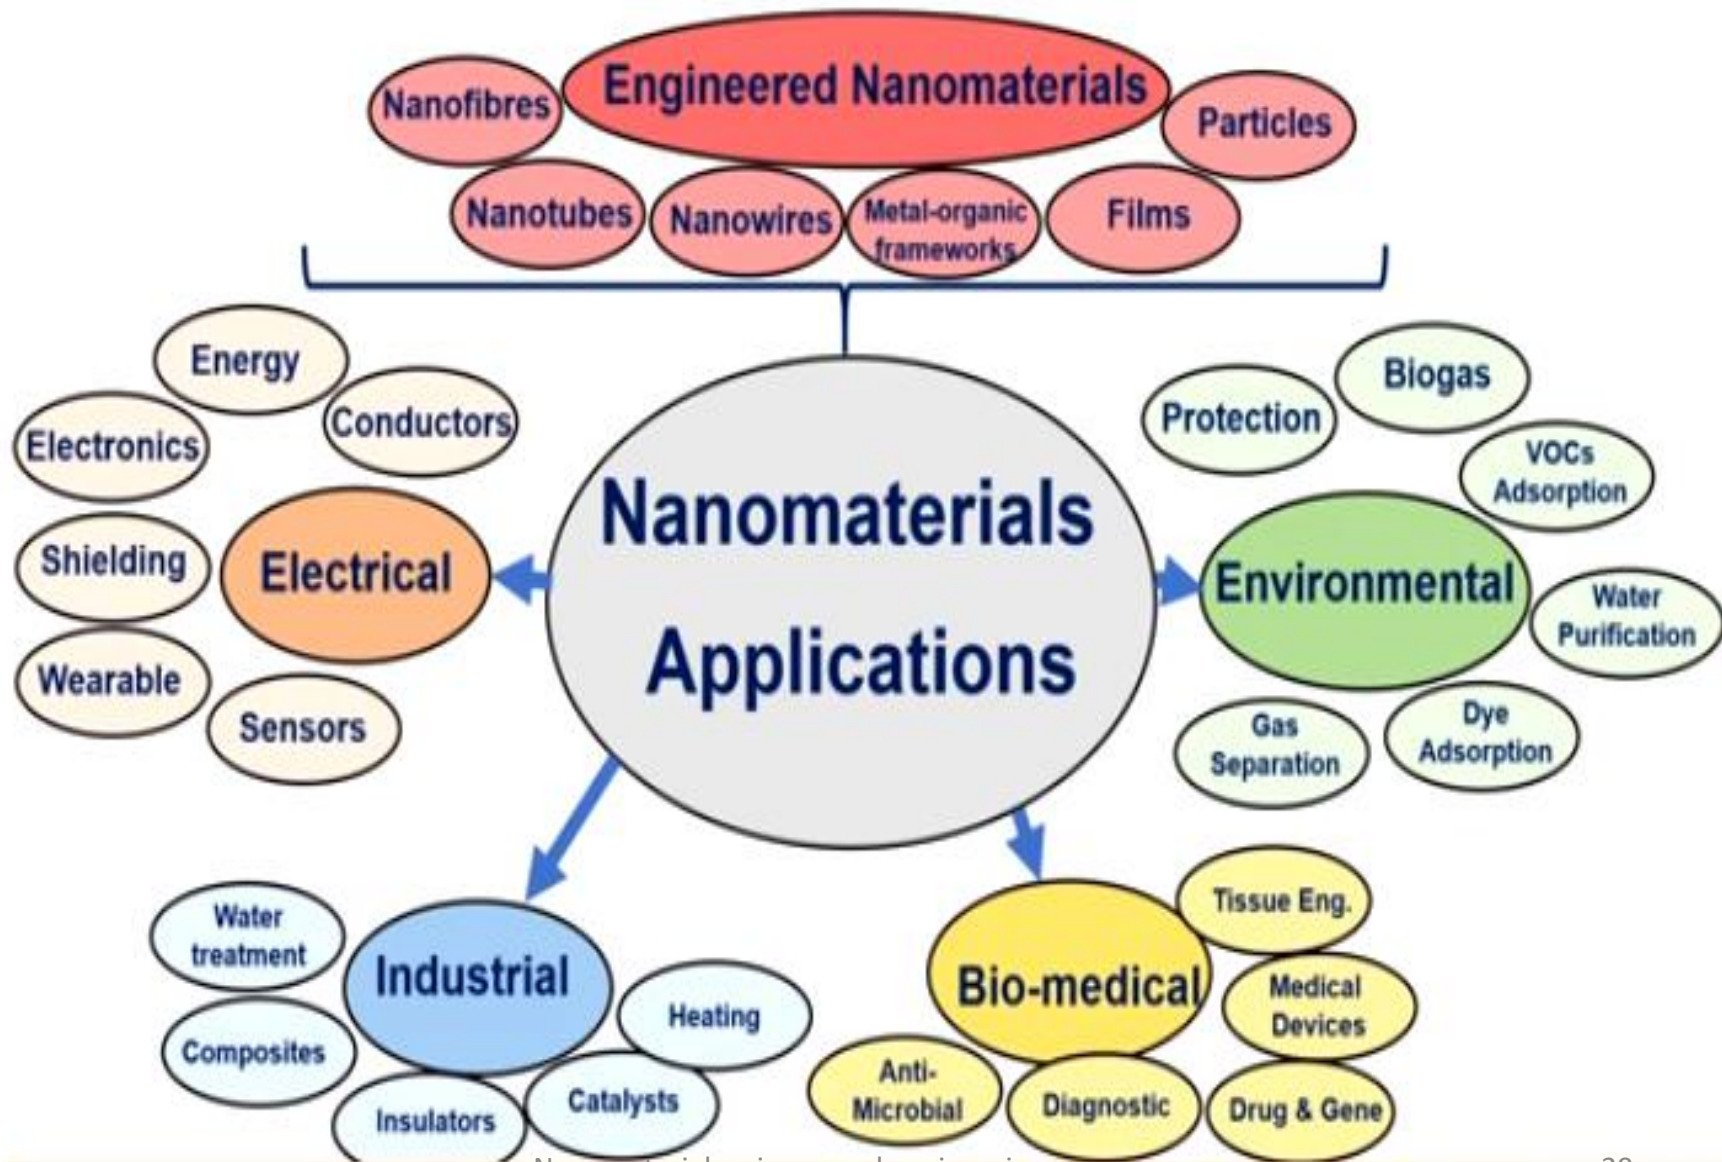 Engineered Nanomaterials
Nanofibres
Particles
Nanotubes
Nanowires
Metal-organic
frameworks
Films
Energy
Conductors
Electronics
Shielding
Electrical
Wearable
Sensors
Nanomaterials
Applications
Biogas
Protection
VOCs
Adsorption
Environmental
Water
Purification
Dye
Adsorption
Gas
Separation
Water
treatment
Industrial
Heating
Composites
Catalysts
Insulators
Tissue Eng.
Bio-medical
Medical
Devices
Anti-
Microbial
Diagnostic
Drug & Gene